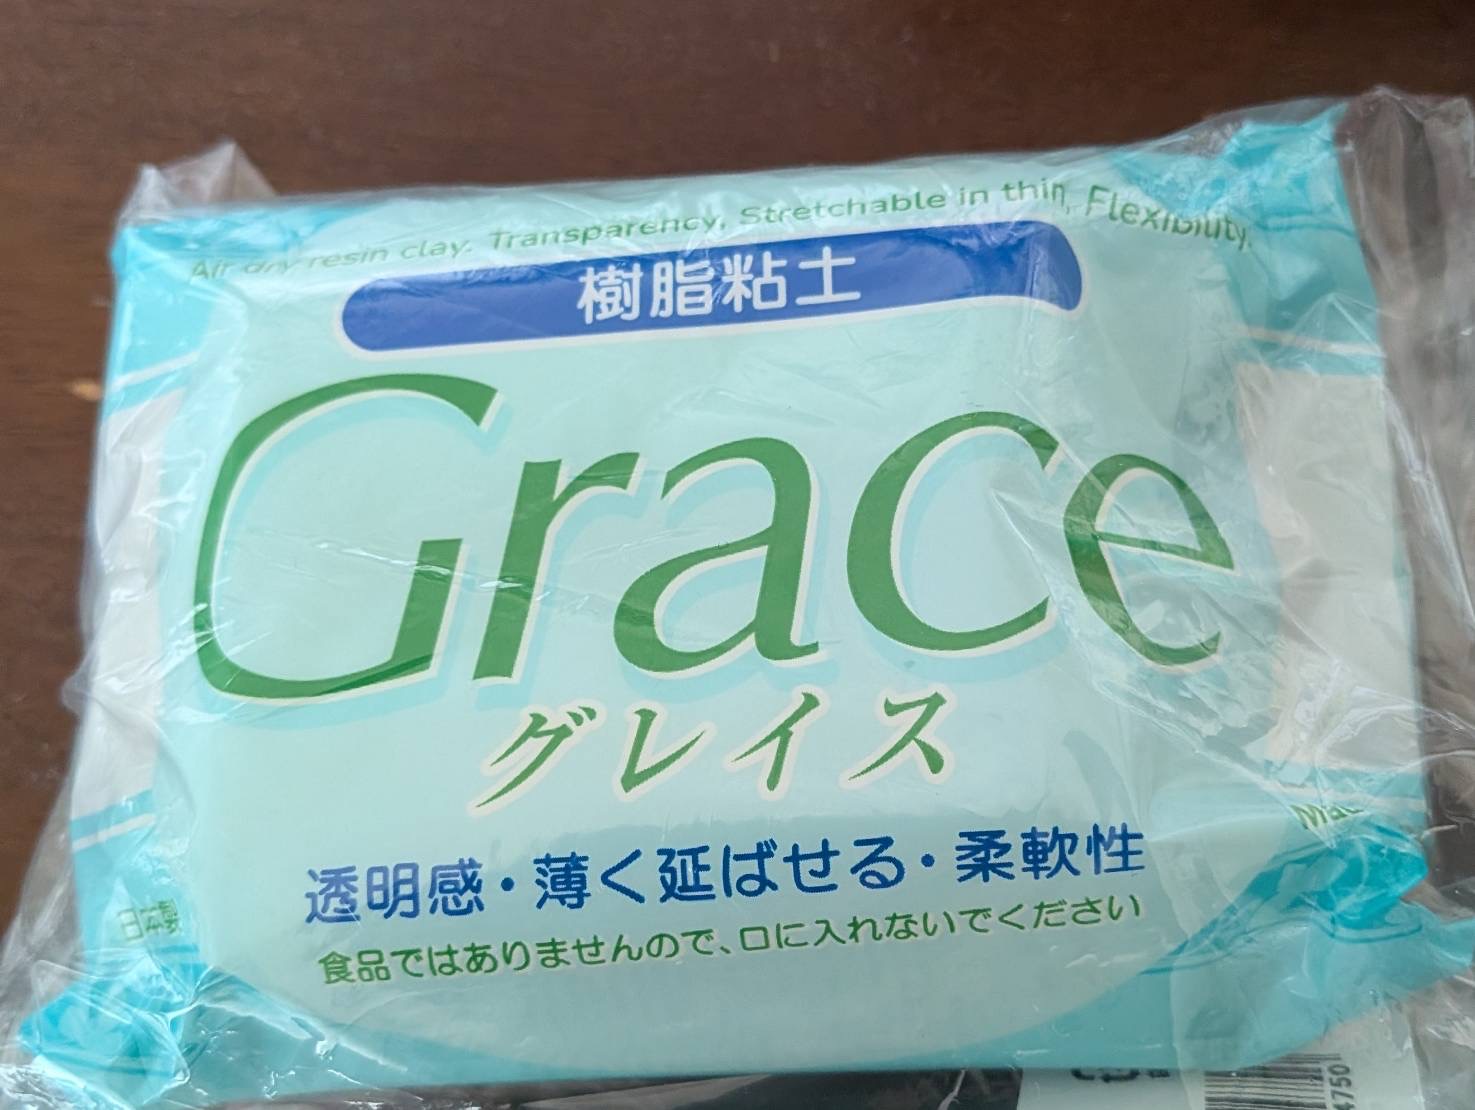 Air dry resin clay. Transparency, Stretchable in thin, Flexibility.
樹脂粘土
Grace
グレイス
透明感・薄く延ばせる・柔軟性
食品ではありませんので、口に入れないでください
日本製
4750